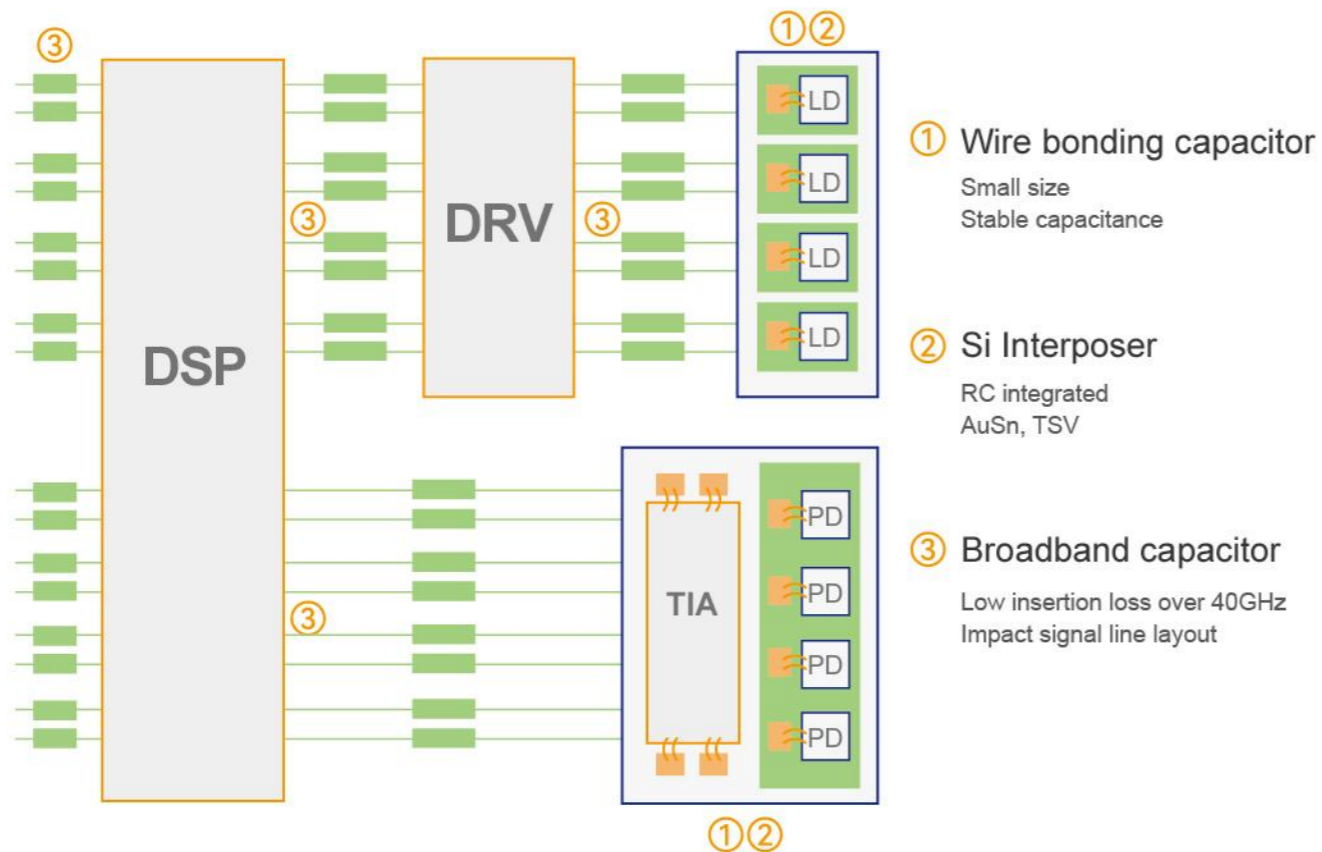 ③
①②
LD
LD
LD
LD
DSP
③
DRV
③
TIA
PD
PD
PD
PD
③
①②
① Wire bonding capacitor
Small size
Stable capacitance
② Si Interposer
RC integrated
AuSn, TSV
③ Broadband capacitor
Low insertion loss over 40GHz
Impact signal line layout